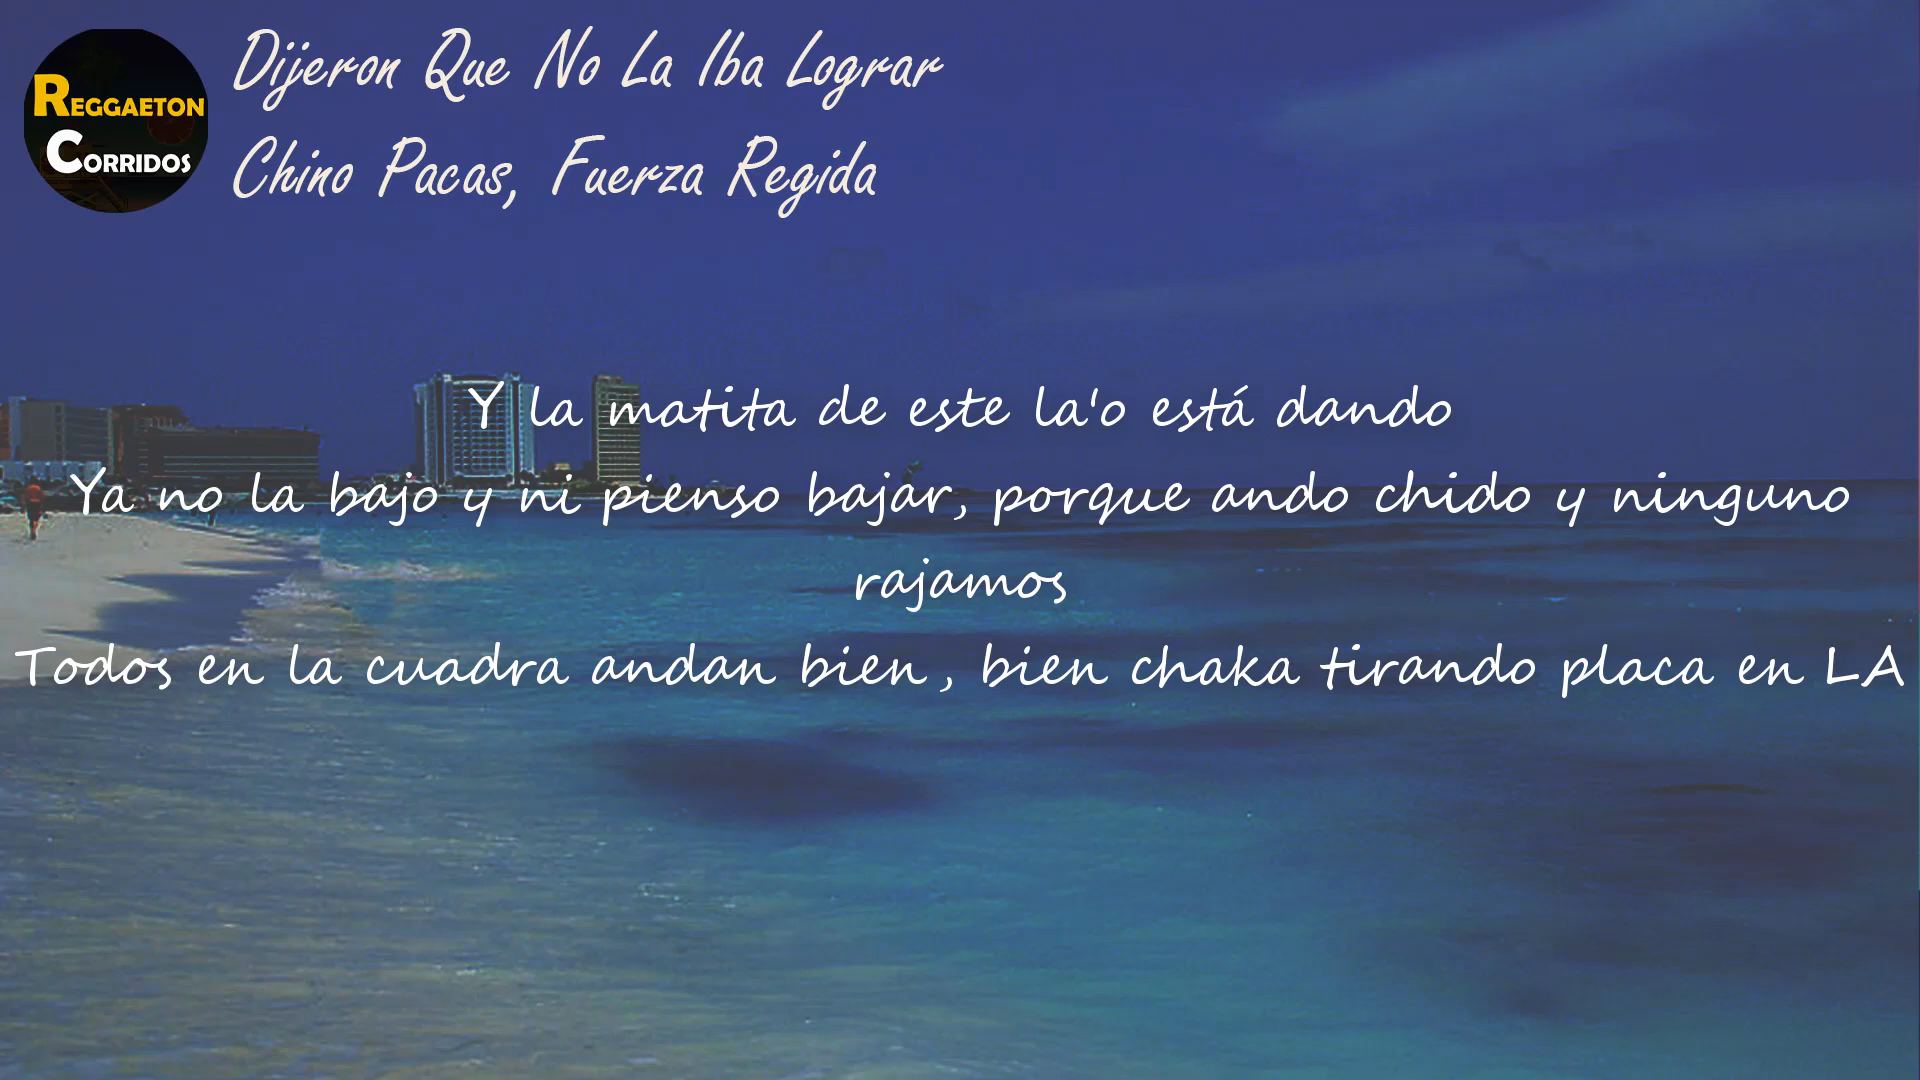 REGGAETON
CORRIDOS
Dijeron Que No La Iba Lograr
Chino Pacas, Fuerza Regida
Y la matita de este la'o está dando
Ya no la bajo y ni pienso bajar, porque ando chido y ninguno
rajamos
Todos en la cuadra andan bien, bien chaka tirando placa en LA